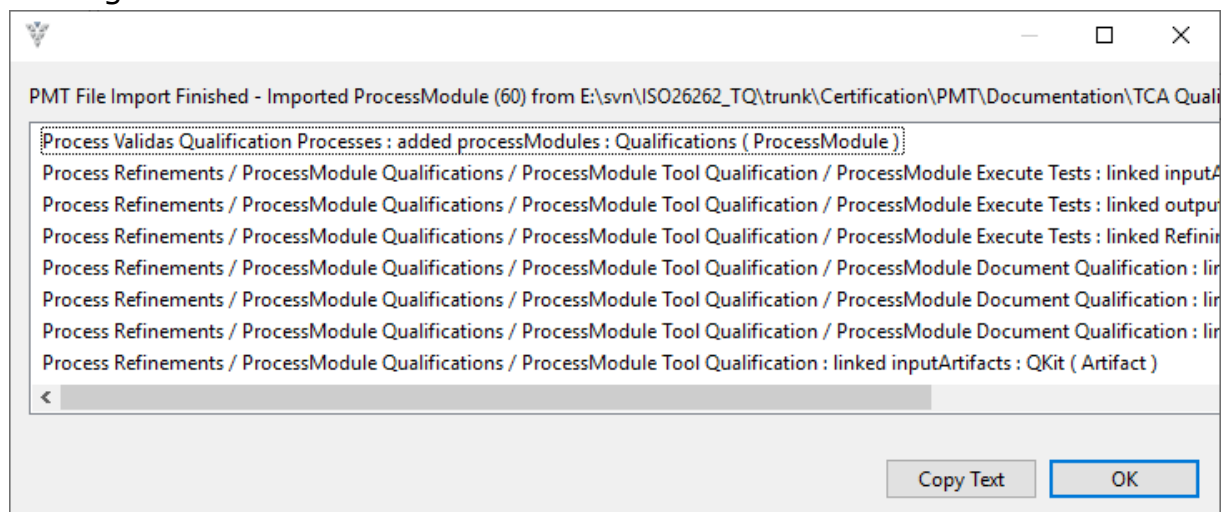 PMT File Import Finished - Imported ProcessModule (60) from E:\svn\ISO26262_TQ\trunk\Certification\PMT\Documentation\TCA Quali
Process Validas Qualification Processes : added processModules : Qualifications ( ProcessModule )
Process Refinements / ProcessModule Qualifications / ProcessModule Tool Qualification / ProcessModule Execute Tests : linked inputA
Process Refinements / ProcessModule Qualifications / ProcessModule Tool Qualification / ProcessModule Execute Tests : linked output
Process Refinements / ProcessModule Qualifications / ProcessModule Tool Qualification / ProcessModule Execute Tests : linked Refinin
Process Refinements / ProcessModule Qualifications / ProcessModule Tool Qualification / ProcessModule Document Qualification : lin
Process Refinements / ProcessModule Qualifications / ProcessModule Tool Qualification / ProcessModule Document Qualification : lin
Process Refinements / ProcessModule Qualifications / ProcessModule Tool Qualification / ProcessModule Document Qualification : lin
Process Refinements / ProcessModule Qualifications / ProcessModule Tool Qualification : linked inputArtifacts : QKit ( Artifact )
Copy Text
OK